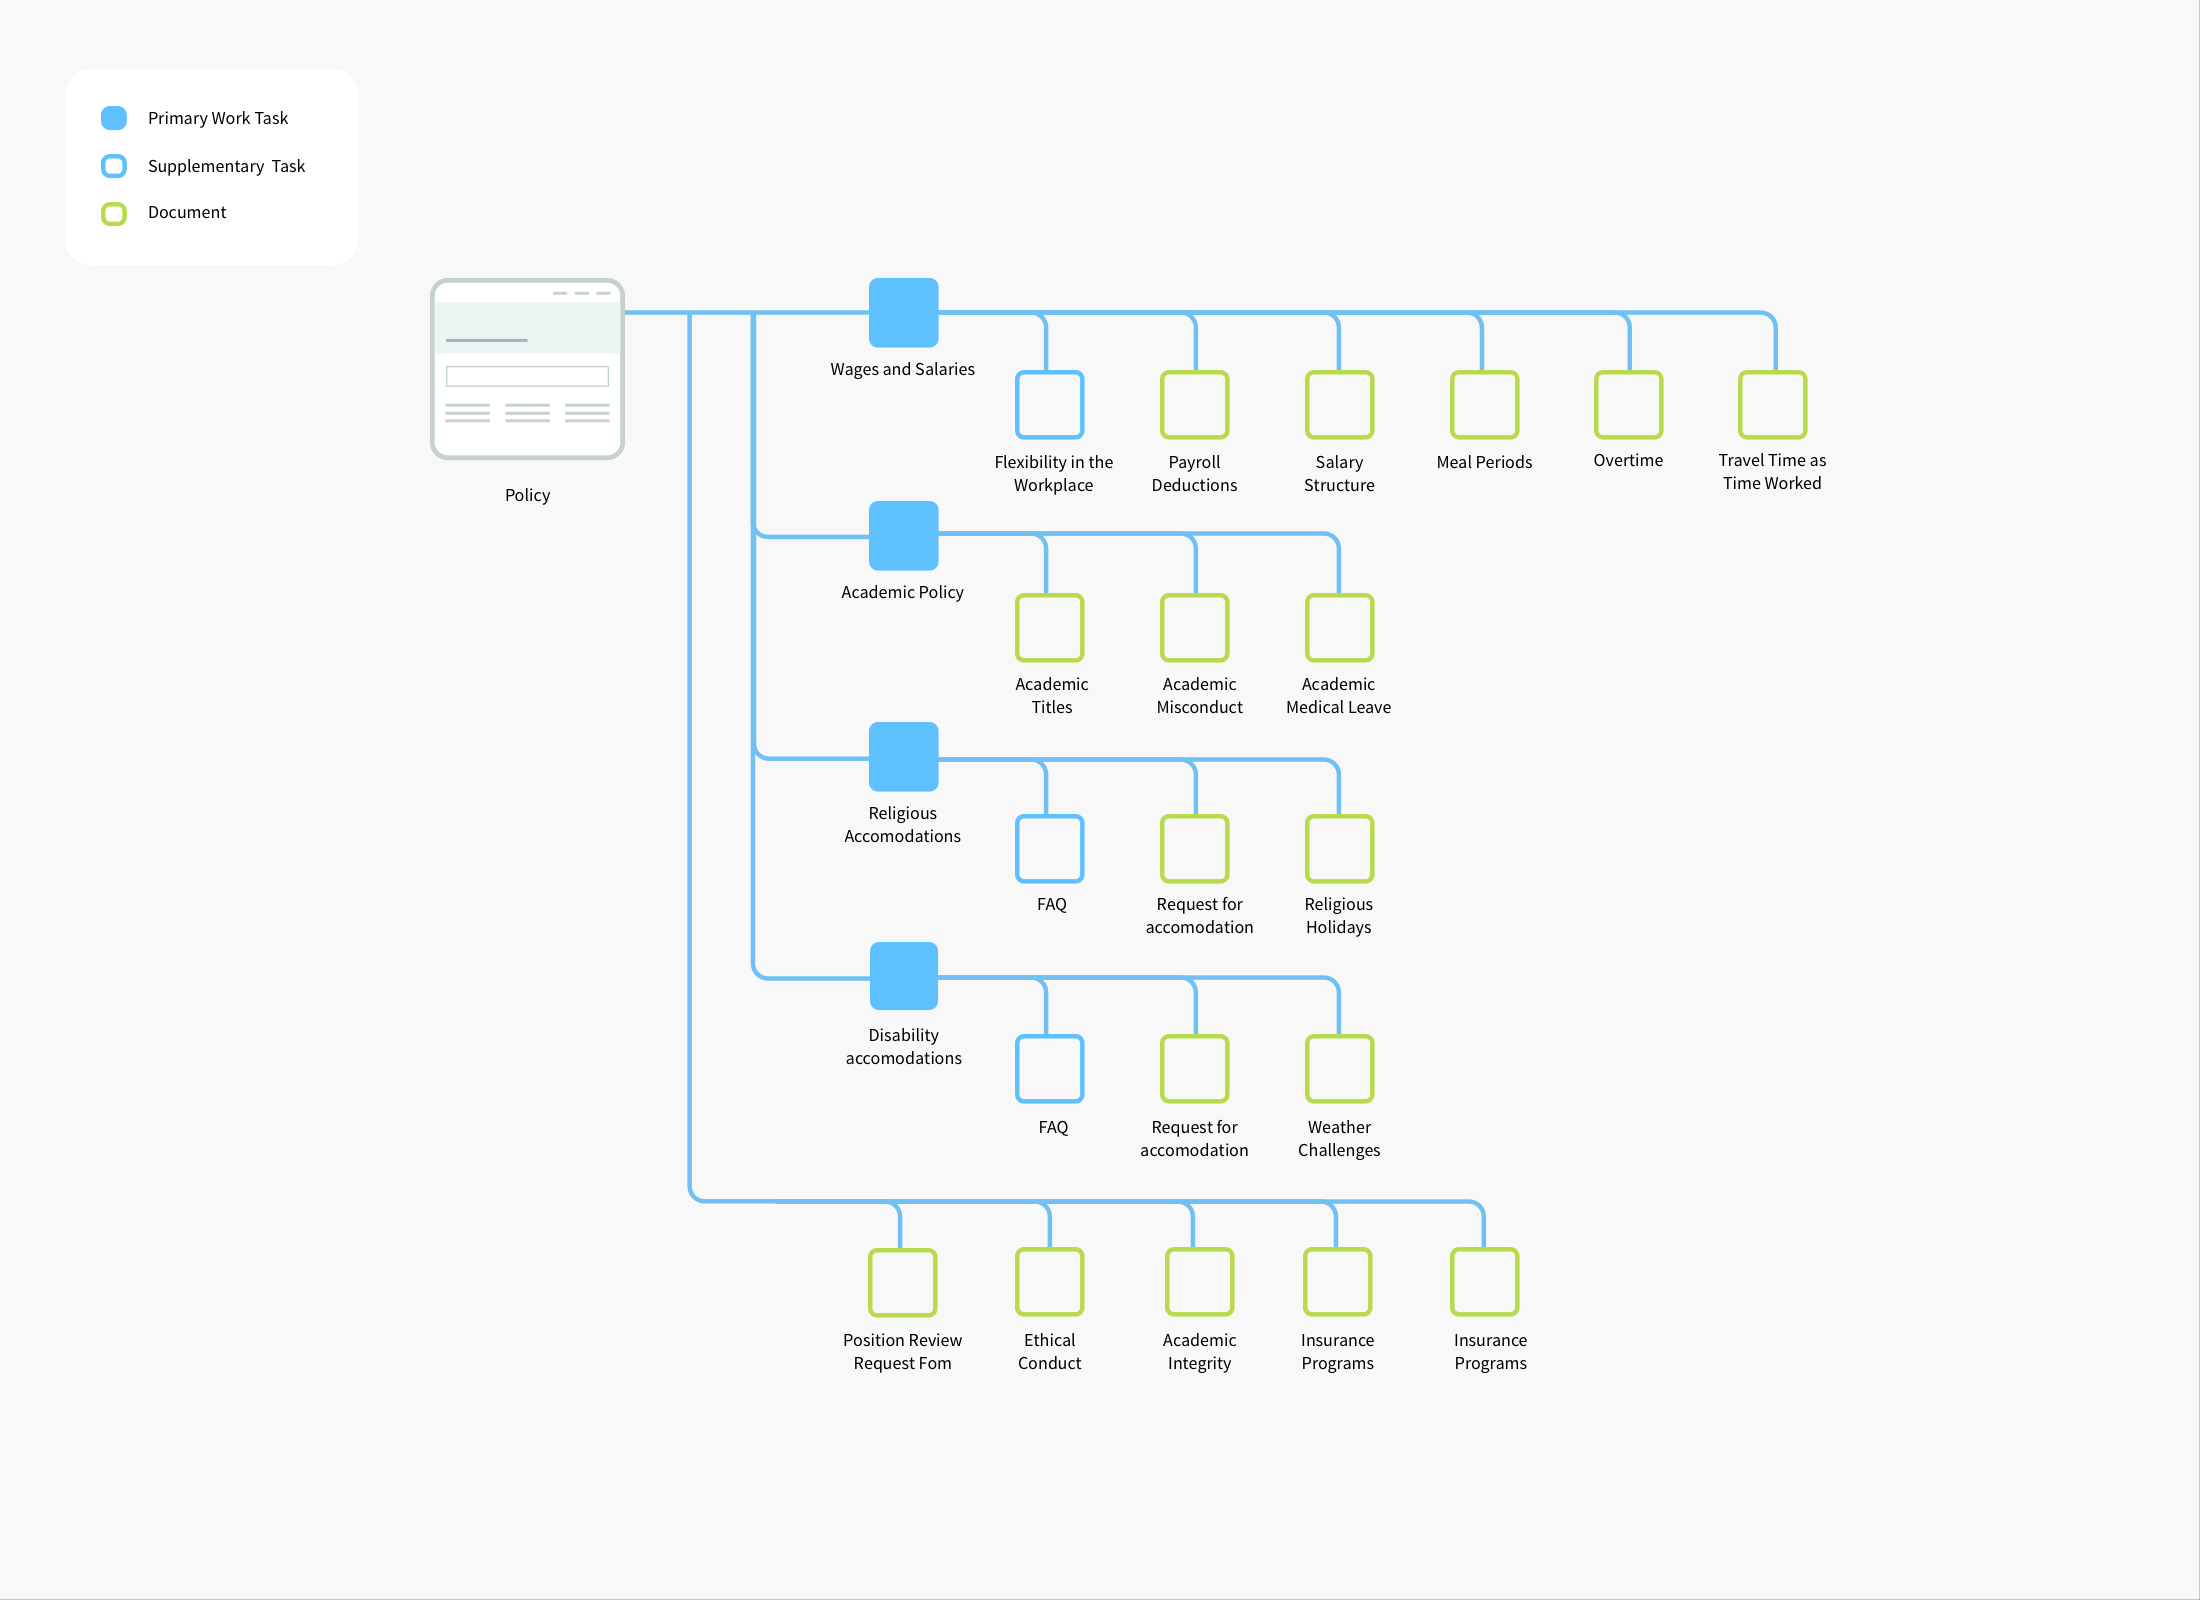 Primary Work Task
Supplementary Task
Document
Policy
Wages and Salaries
Flexibility in the
Workplace
Payroll
Deductions
Salary
Structure
Meal Periods
Overtime
Travel Time as
Time Worked
Academic Policy
Academic
Titles
Academic
Misconduct
Academic
Medical Leave
Religious
Accomodations
FAQ
Request for
accomodation
Religious
Holidays
Disability
accomodations
FAQ
Request for
accomodation
Weather
Challenges
Position Review
Request Fom
Ethical
Conduct
Academic
Integrity
Insurance
Programs
Insurance
Programs